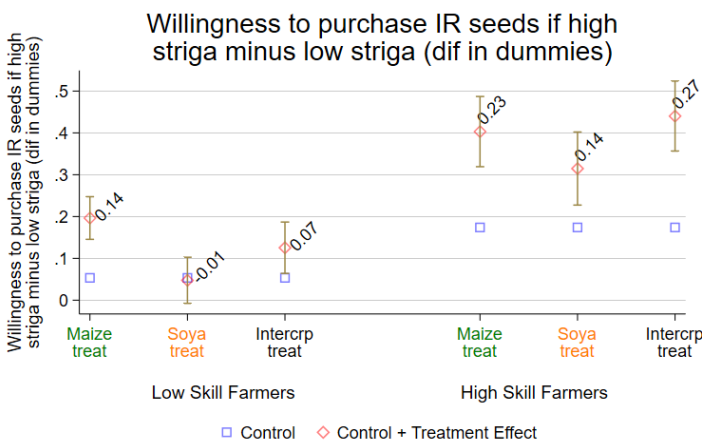 Willingness to purchase IR seeds if high
striga minus low striga (dif in dummies)
Willingness to purchase IR seeds if high
striga minus low striga (dif in dummies)
.5
.4
.3
.2
.1
0
0.14
-0.01
0.07
0.23
0.14
0.27
Maize
treat
Soya
treat
Intercrp
treat
Maize
treat
Soya
treat
Intercrp
treat
Low Skill Farmers
High Skill Farmers
Control
Control + Treatment Effect